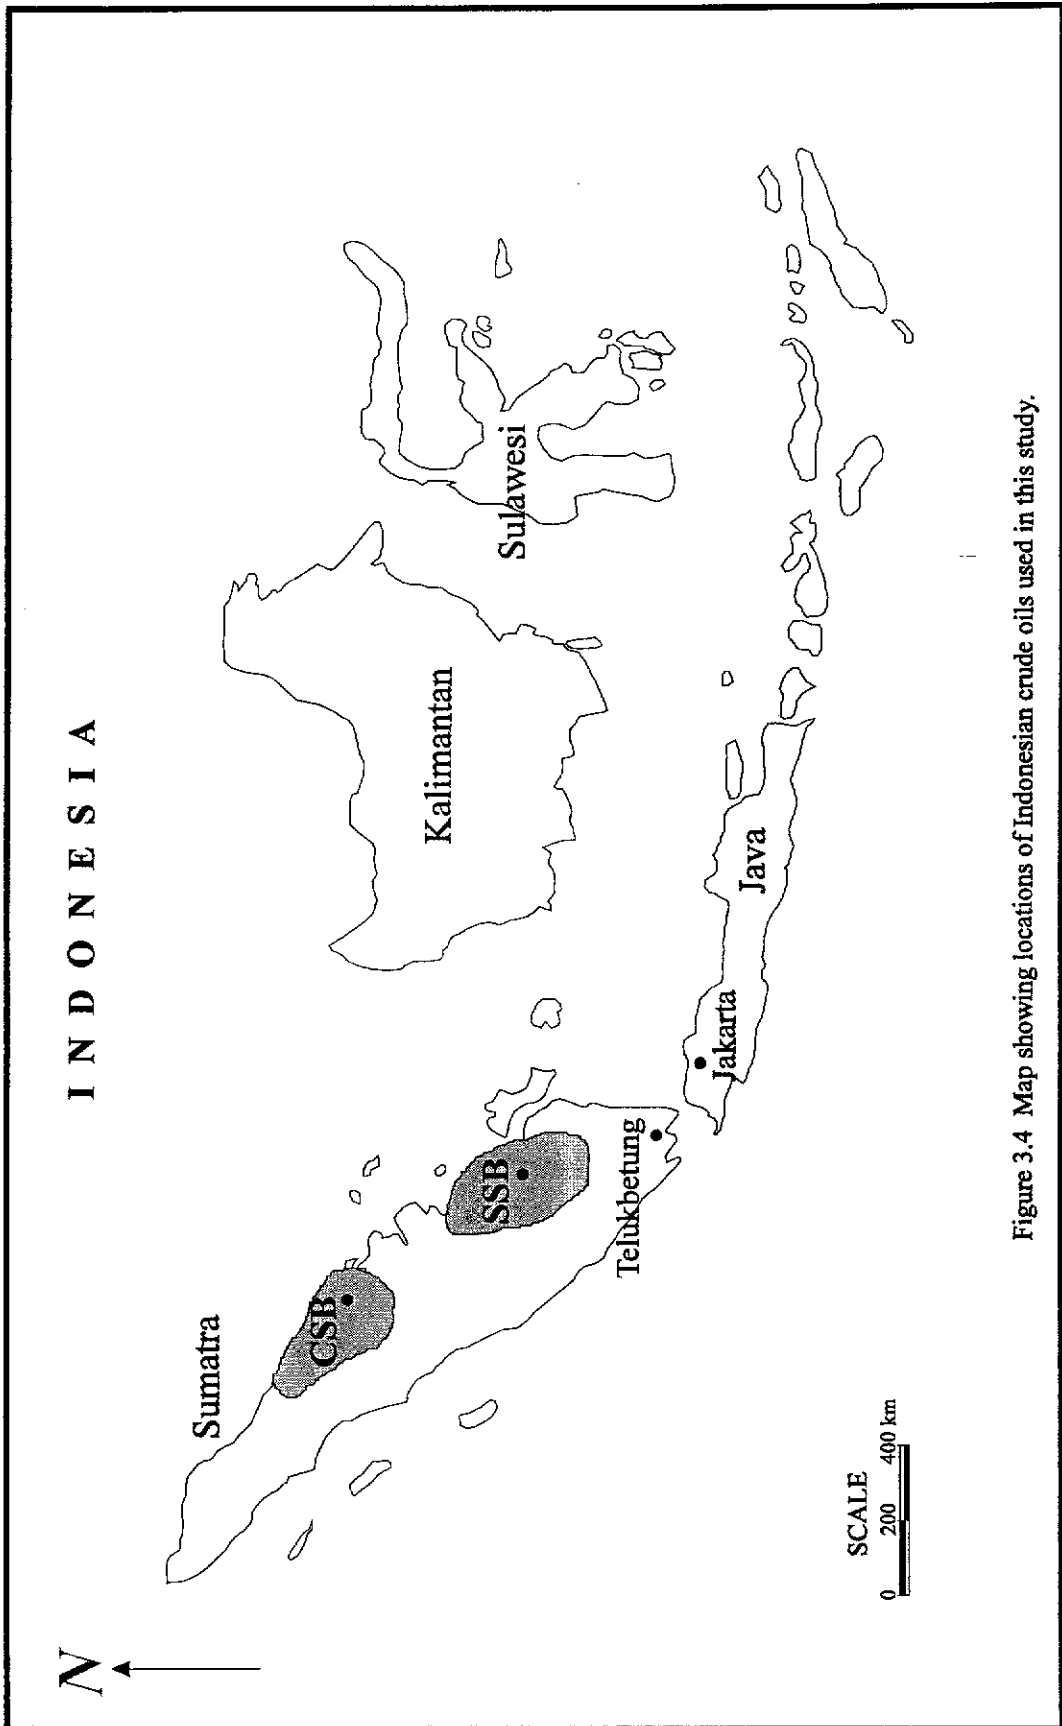 N
I N D O N E S I A
Sumatra
CSB
SSB
Kalimantan
Sulawesi
Telukbetung
Jakarta
Java
SCALE
0 200 400 km
Figure 3.4 Map showing locations of Indonesian crude oils used in this study.